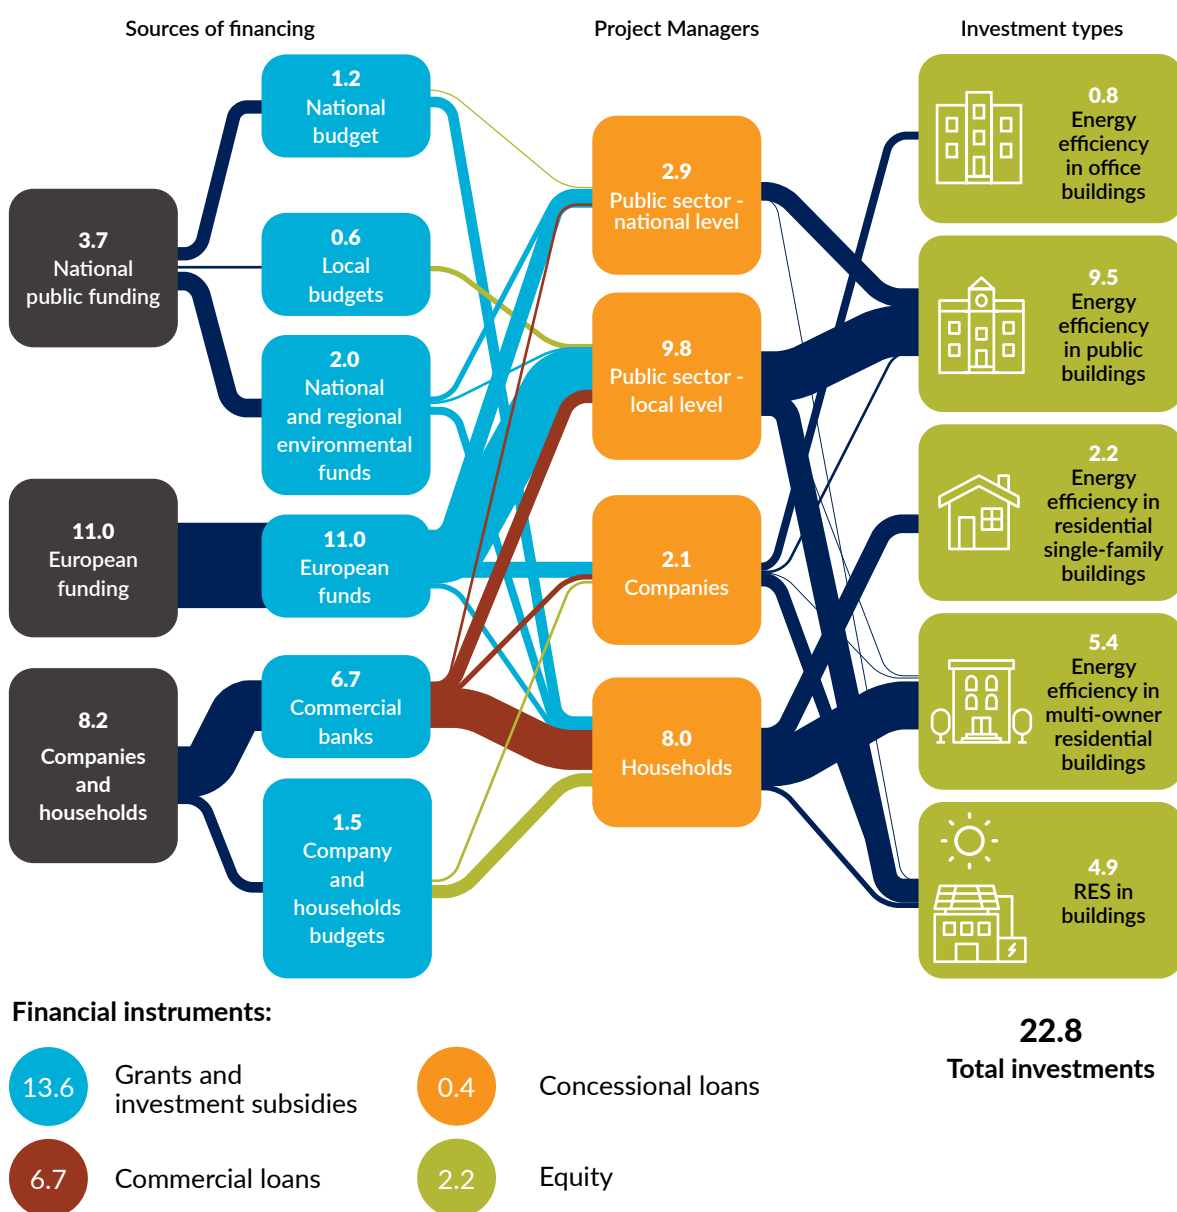 Sources of financing
Project Managers
Investment types
3.7
National
public funding
11.0
European
funding
8.2
Companies
and
households
1.2
National
budget
0.6
Local
budgets
2.0
National
and regional
environmental
funds
11.0
European
funds
6.7
Commercial
banks
1.5
Company
and
households
budgets
2.9
Public sector -
national level
9.8
Public sector -
local level
2.1
Companies
8.0
Households
0.8
Energy
efficiency
in office
buildings
9.5
Energy
efficiency
in public
buildings
2.2
Energy
efficiency in
residential
single-family
buildings
5.4
Energy
efficiency in
multi-owner
residential
buildings
4.9
RES in
buildings
22.8
Total investments
Financial instruments:
13.6
Grants and
investment subsidies
0.4
Concessional loans
6.7
Commercial loans
2.2
Equity